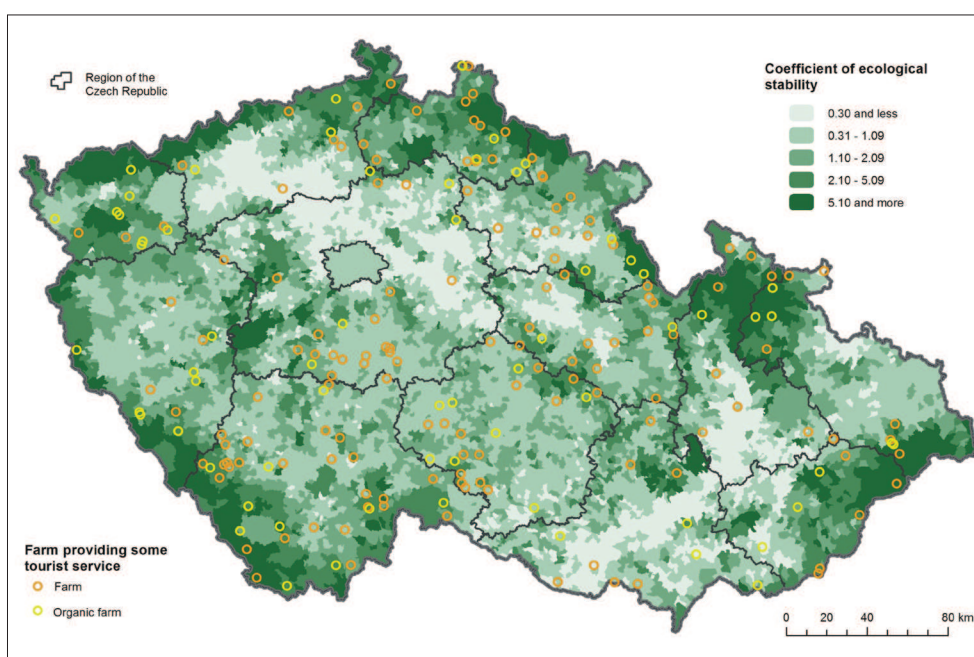 Region of the
Czech Republic
Coefficient of ecological
stability
0.30 and less
0.31 - 1.09
1.10 - 2.09
2.10 - 5.09
5.10 and more
Farm providing some
tourist service
Farm
Organic farm
0 20 40 80 km